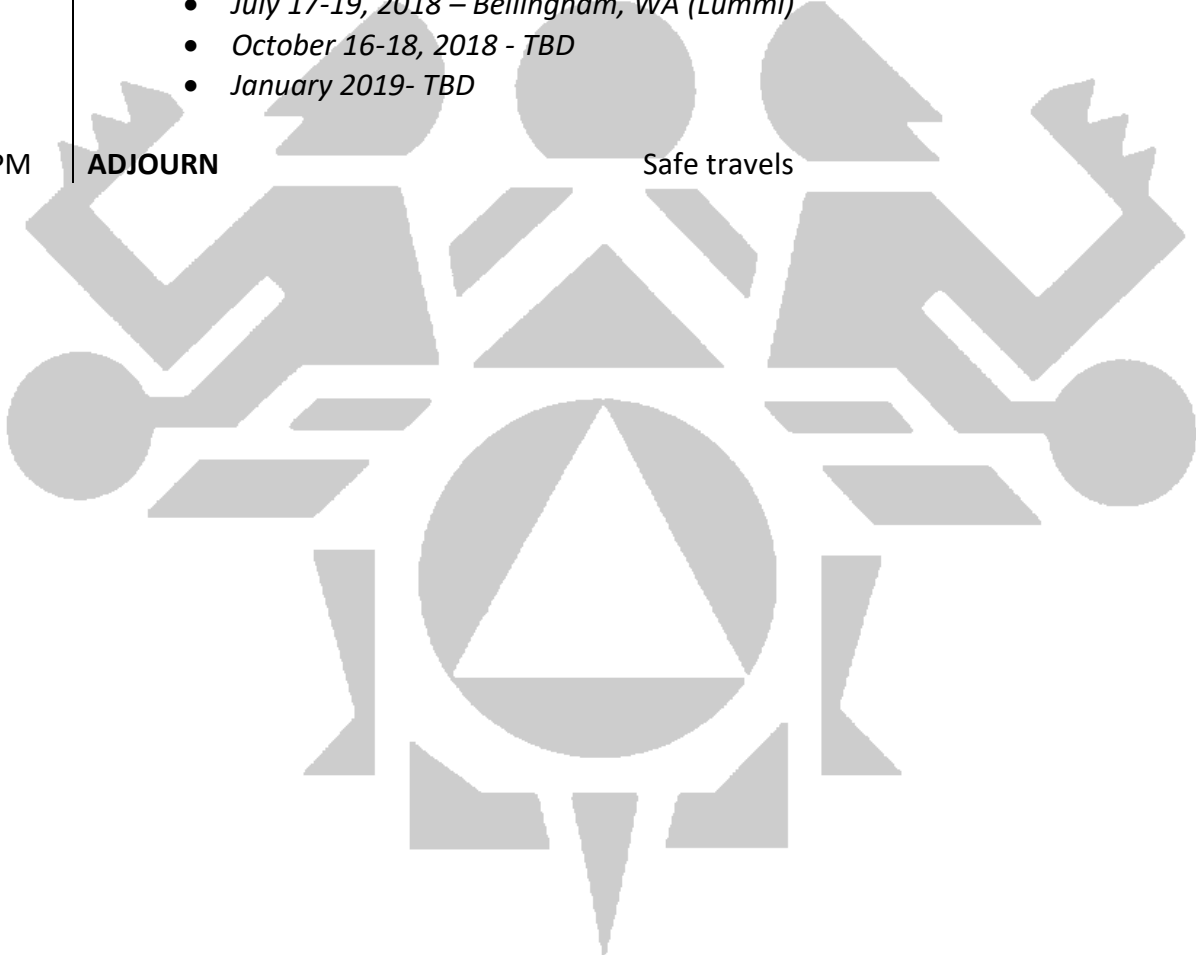 • July 17-19, 2018 – Bellingham, WA (Lummi)
• October 16-18, 2018 - TBD
• January 2019- TBD
PM ADJOURN Safe travels